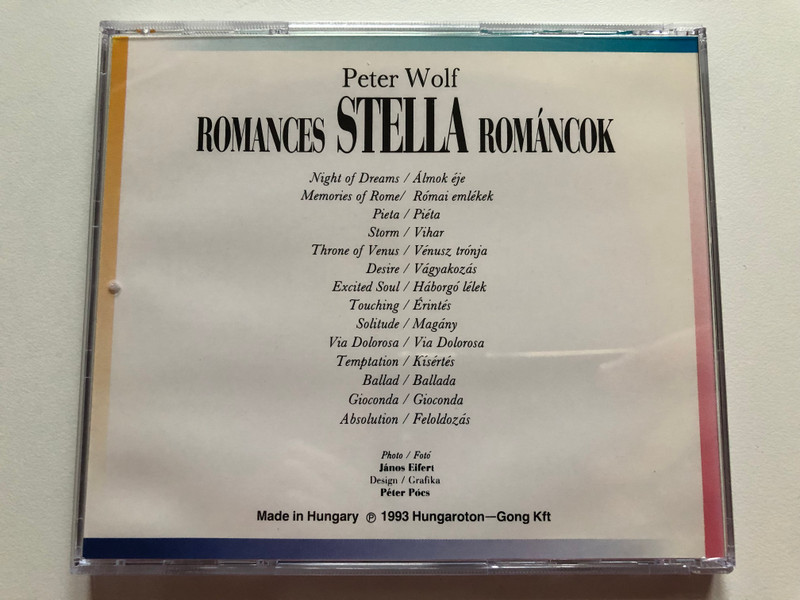 Peter Wolf
ROMANCES STELLA ROMÁNCOK
Night of Dreams / Álmok éje
Memories of Rome/ Római emlékek
Pieta / Piéta
Storm / Vihar
Throne of Venus / Vénusz trónja
Desire / Vágyakozás
Excited Soul / Háborgó lélek
Touching / Érintés
Solitude / Magány
Via Dolorosa / Via Dolorosa
Temptation / Kísértés
Ballad / Ballada
Gioconda / Gioconda
Absolution / Feloldozás
Photo / Fotó
János Eifert
Design / Grafika
Péter Pócs
Made in Hungary ℗ 1993 Hungaroton—Gong Kft